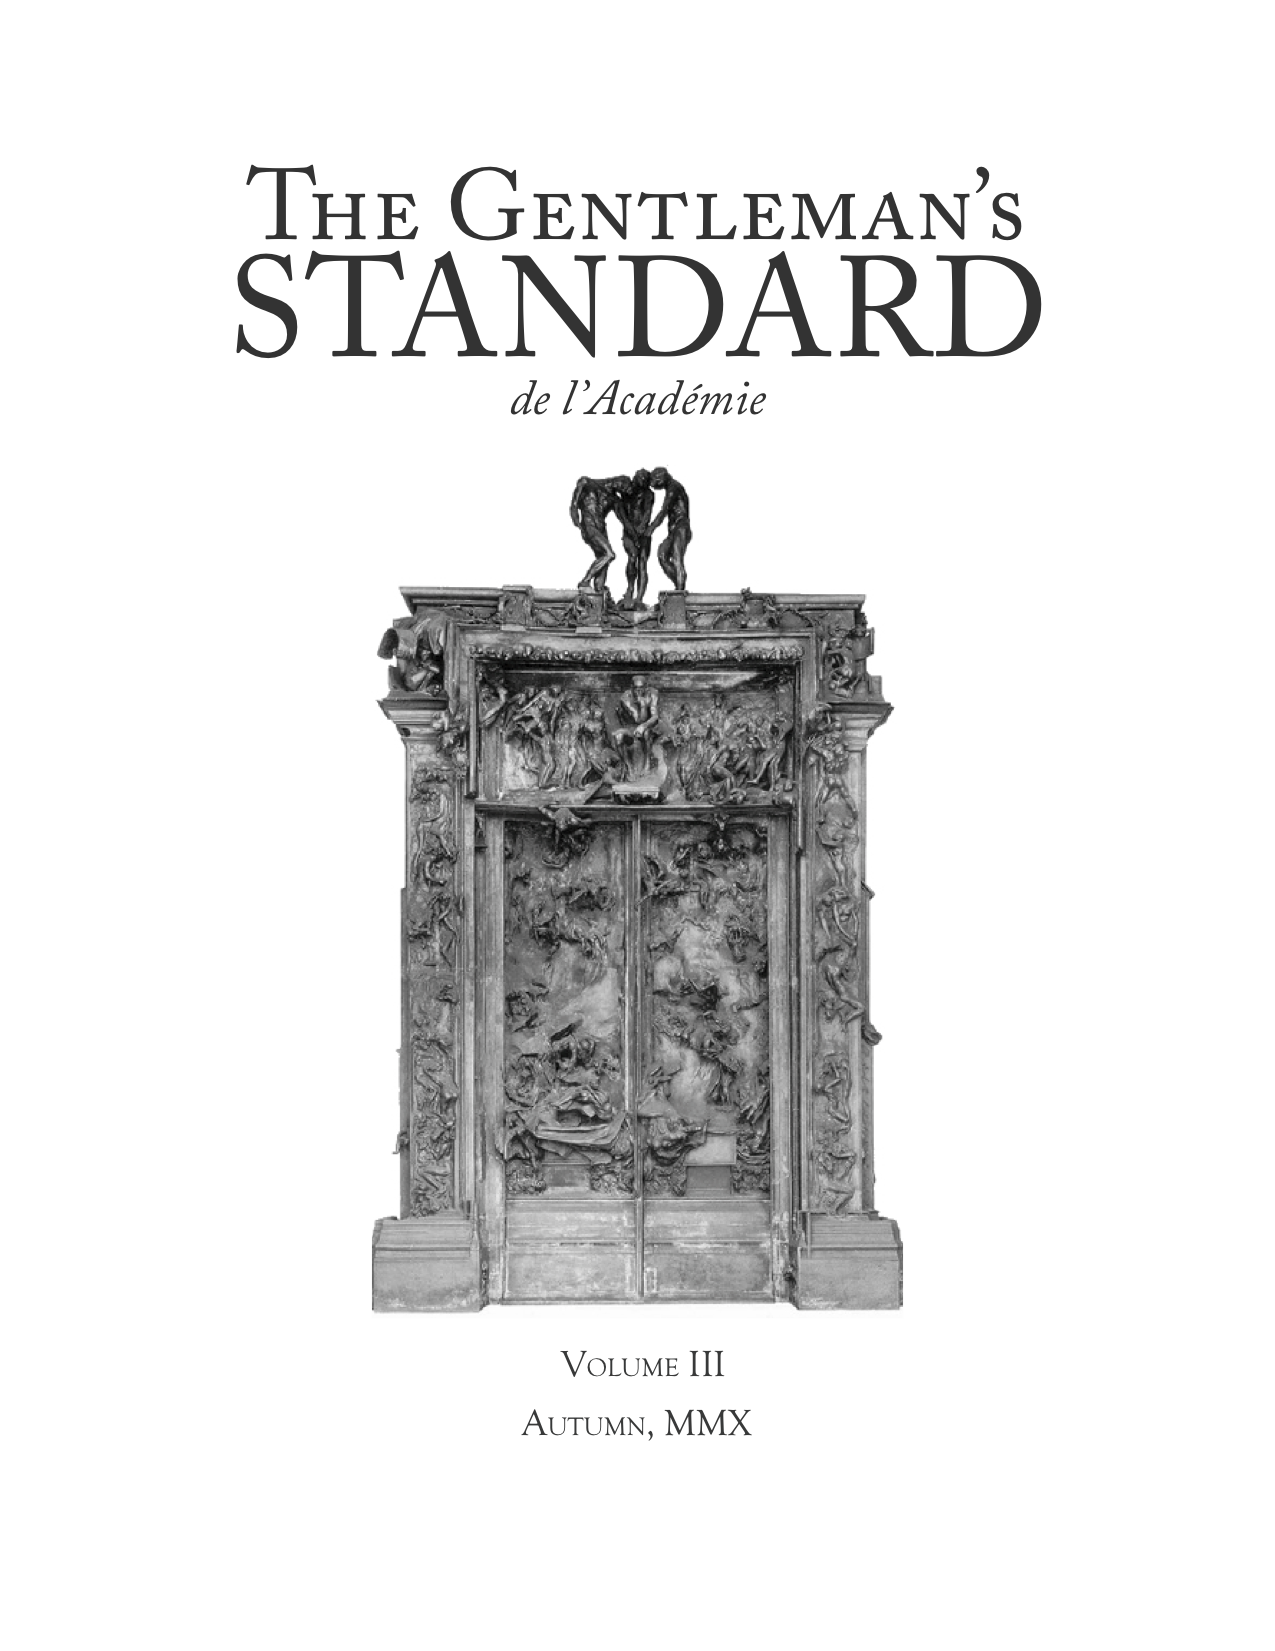 The Gentleman’s
STANDARD
de l’Académie
Volume III
Autumn, MMX